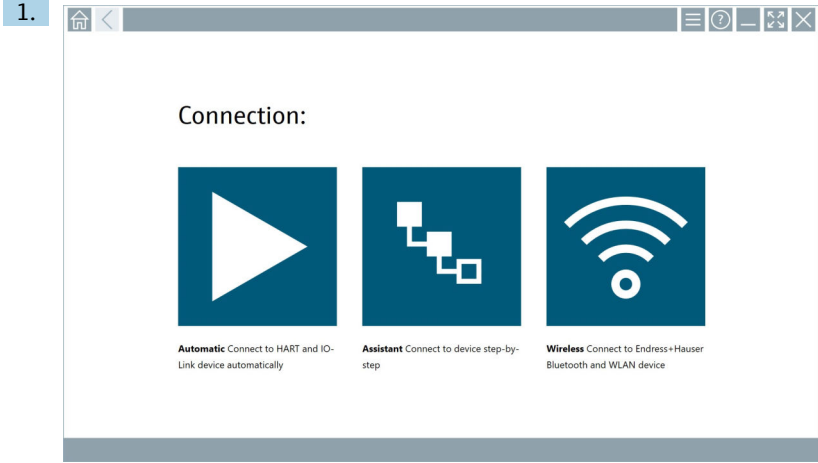 1.
Connection:
Automatic Connect to HART and IO-
Link device automatically
Assistant Connect to device step-by-
step
Wireless Connect to Endress+Hauser
Bluetooth and WLAN device